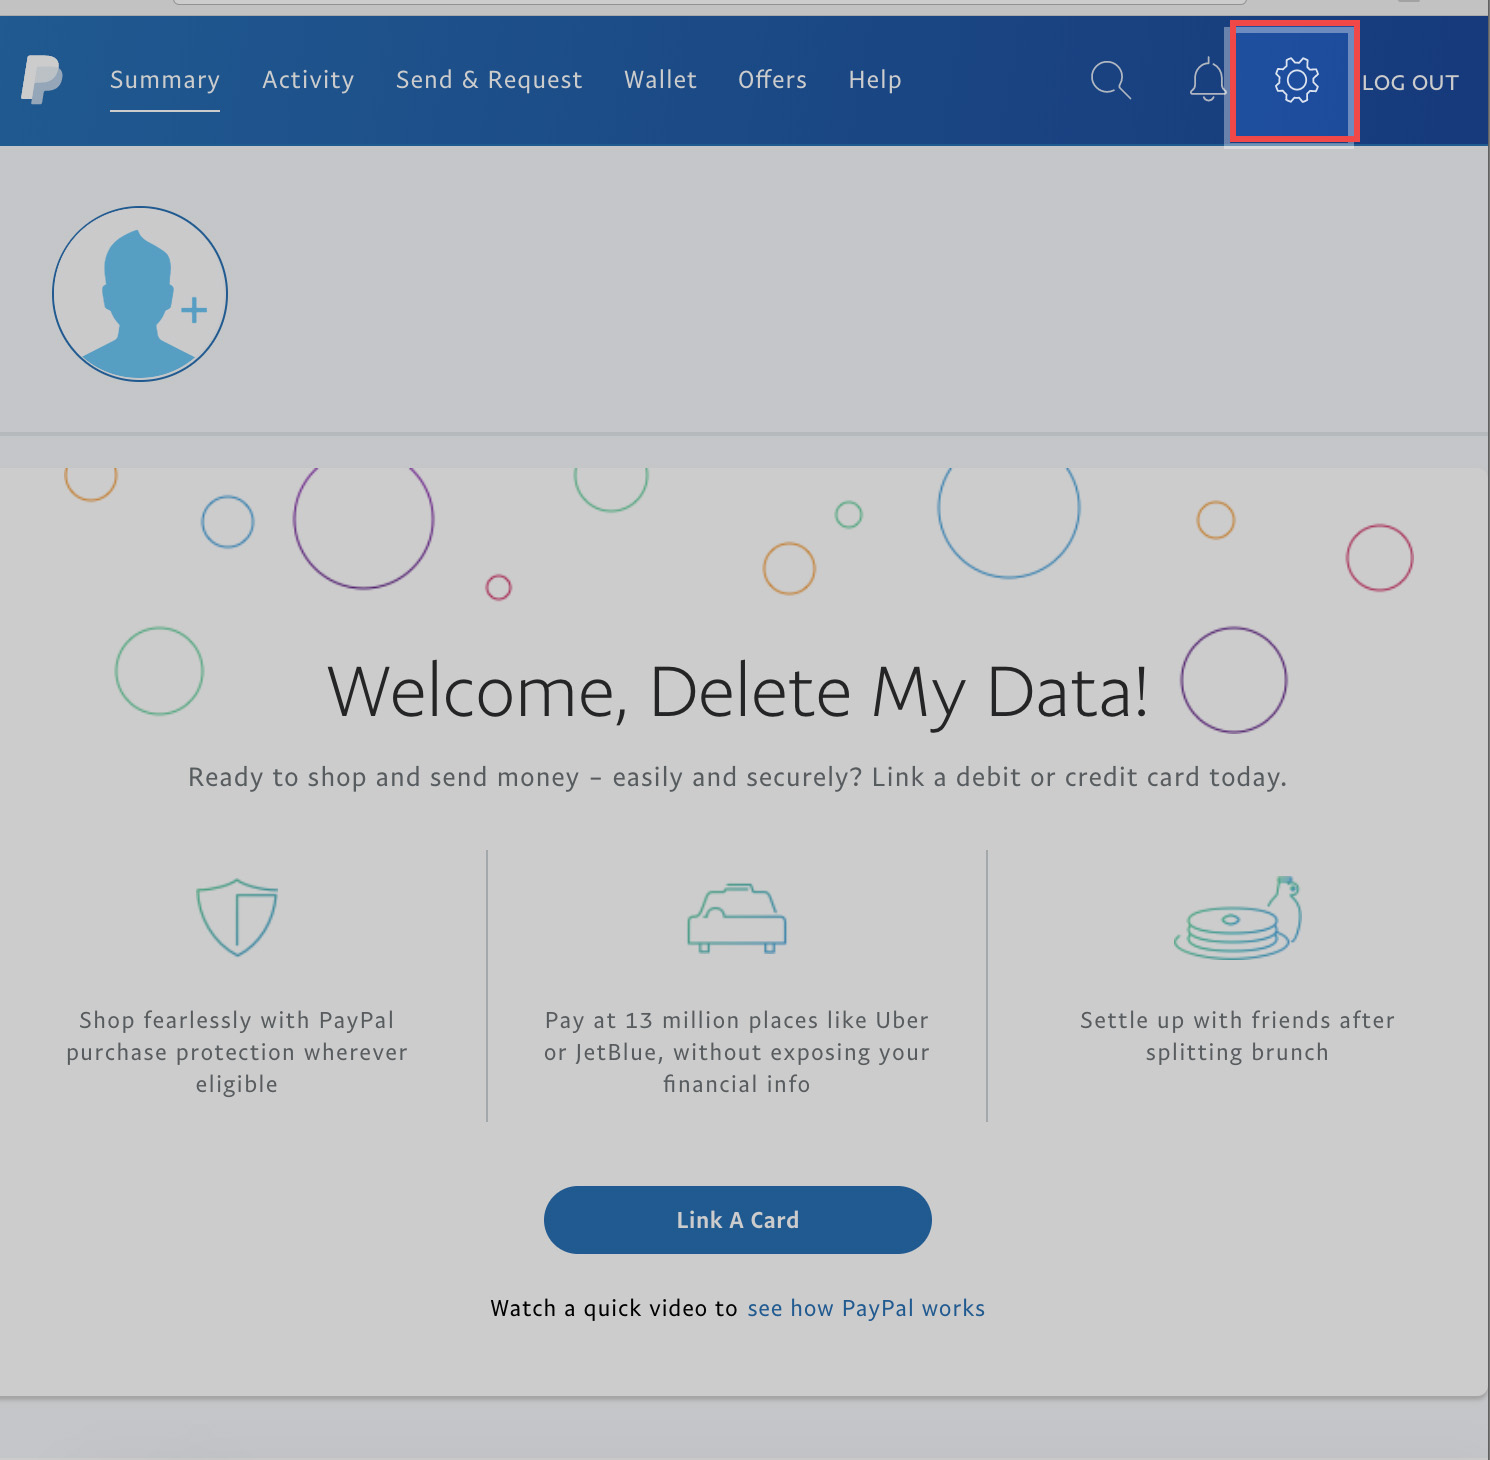 Summary Activity Send & Request Wallet Offers Help LOG OUT
Welcome, Delete My Data!
Ready to shop and send money – easily and securely? Link a debit or credit card today.
Shop fearlessly with PayPal
purchase protection wherever
eligible
Pay at 13 million places like Uber
or JetBlue, without exposing your
financial info
Settle up with friends after
splitting brunch
Link A Card
Watch a quick video to see how PayPal works